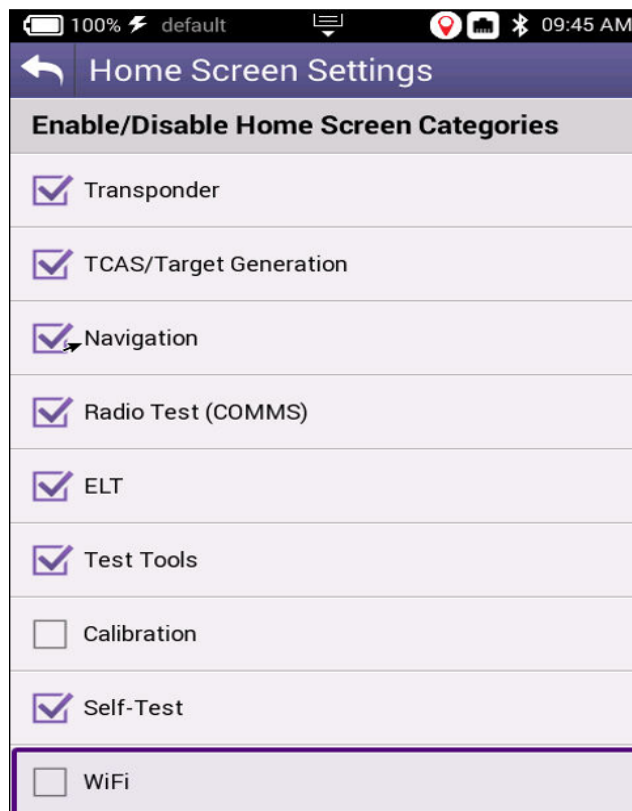 100% default 09:45 AM
Home Screen Settings
Enable/Disable Home Screen Categories
Transponder
TCAS/Target Generation
Navigation
Radio Test (COMMS)
ELT
Test Tools
Calibration
Self-Test
WiFi